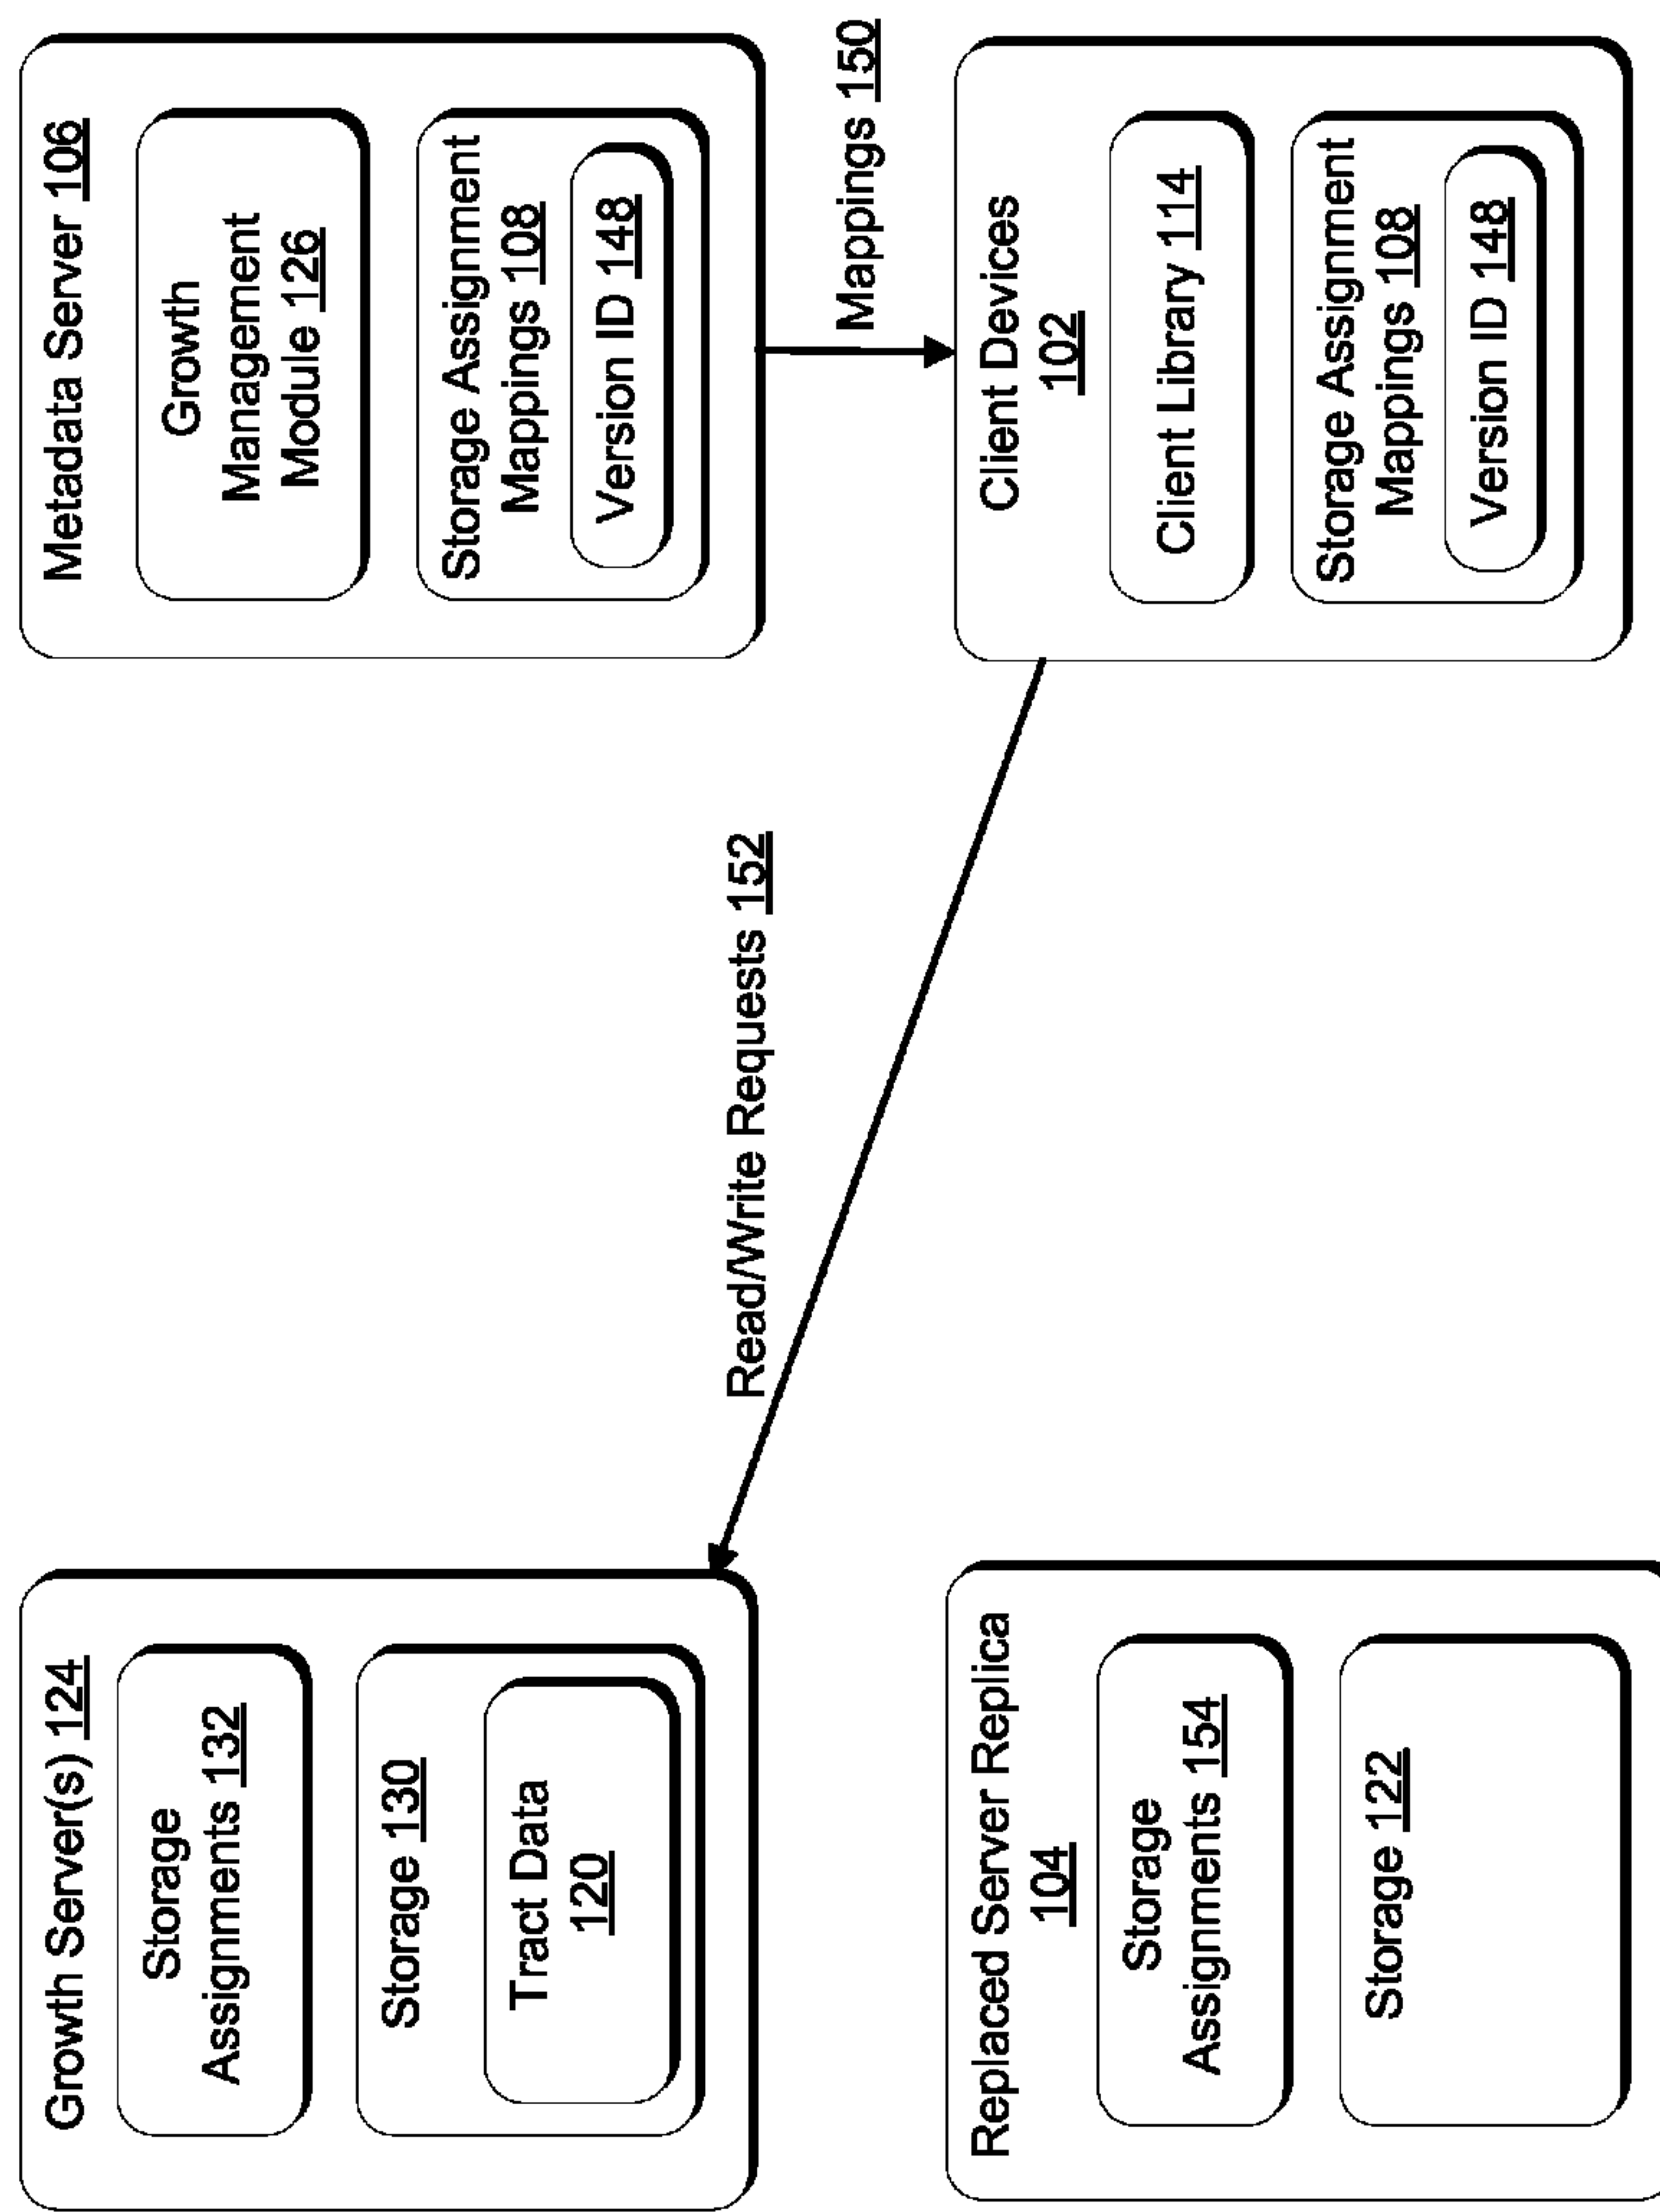 Growth Server(s) 124
Storage
Assignments 132
Storage 130
Tract Data
120
Metadata Server 106
Growth
Management
Module 126
Storage Assignment
Mappings 108
Version ID 148
Read/Write Requests 152
Mappings 150
Replaced Server Replica
104
Storage
Assignments 154
Storage 122
Client Devices
102
Client Library 114
Storage Assignment
Mappings 108
Version ID 148